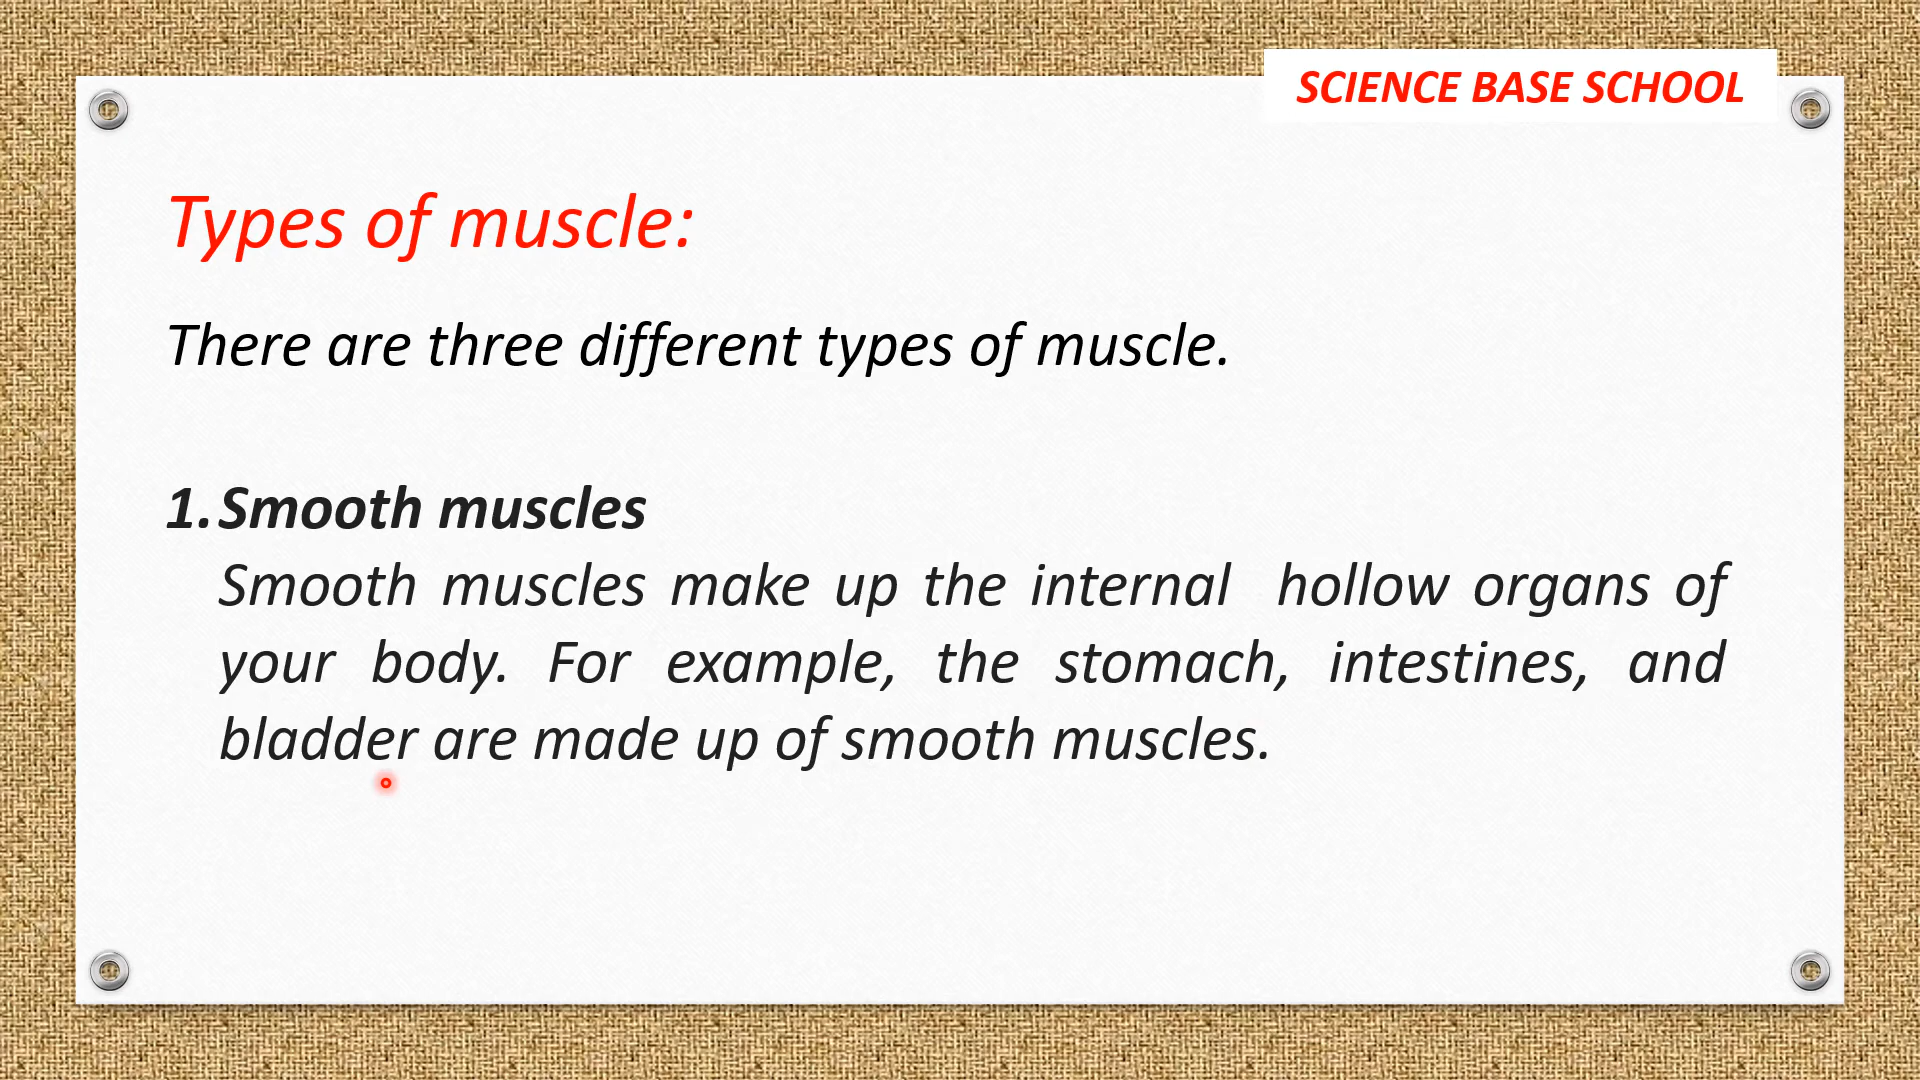 SCIENCE BASE SCHOOL
Types of muscle:
There are three different types of muscle.
1. Smooth muscles
Smooth muscles make up the internal hollow organs of
your body. For example, the stomach, intestines, and
bladder are made up of smooth muscles.